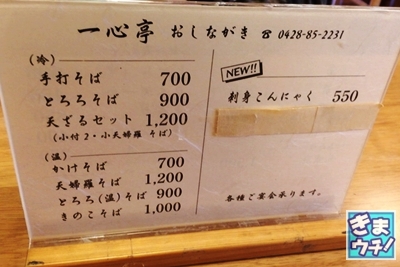 一心亭 おしながき ☎ 0428-85-2231
(冷)
手打そば 700
とろろそば 900
天ざるセット 1,200
(小付2・小天婦羅 そば)
(温)
かけそば 700
天婦羅そば 1,200
とろろ(温)そば 900
きのこそば 1,000
NEW!!
刺身こんにゃく 550
各種ご宴会承ります。
ぎま
ウチ!